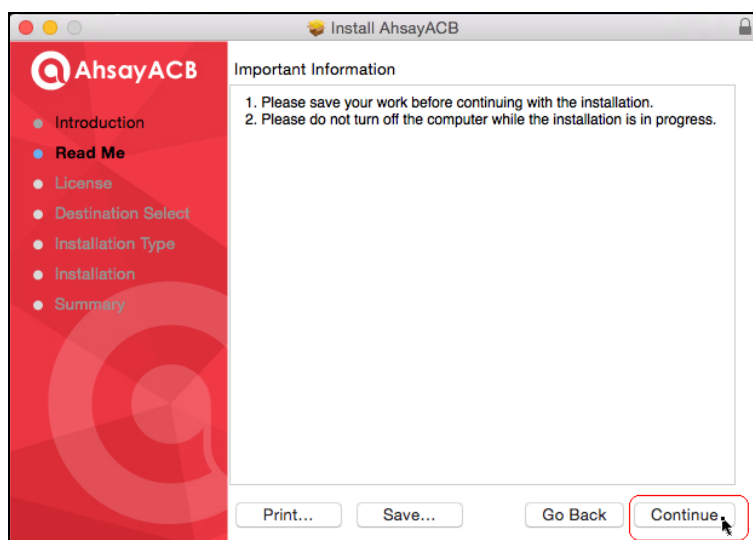 Install AhsayACB
AhsayACB
Introduction
Read Me
License
Destination Select
Installation Type
Installation
Summary
Important Information
1. Please save your work before continuing with the installation.
2. Please do not turn off the computer while the installation is in progress.
Print...
Save...
Go Back
Continue